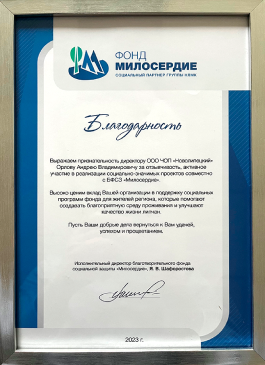 ФОНД
МИЛОСЕРДИЕ
СОЦИАЛЬНЫЙ ПАРТНЕР ГРУППЫ НЛМК
Благодарность
Выражаем признательность директору ООО ЧОП «Новолипецкий»
Орлову Андрею Владимировичу за отзывчивость, активное
участие в реализации социально-значимых проектов совместно
с БФСЗ «Милосердие».
Высоко ценим вклад Вашей организации в поддержку социальных
программ фонда для жителей региона, которые помогают
создавать благоприятную среду проживания и улучшают
качество жизни липчан.
Пусть Ваши добрые дела вернуться к Вам удачей,
успехом и процветанием.
Исполнительный директор благотворительного фонда
социальной защиты «Милосердие», Я. В. Шафоростова
2023 г.